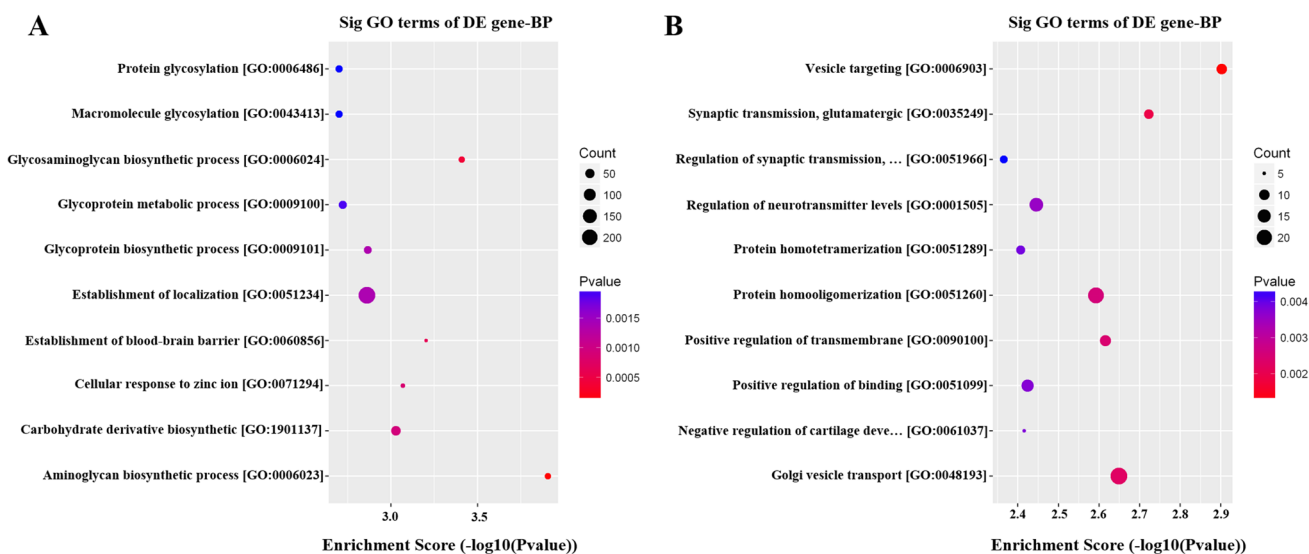 A
Sig GO terms of DE gene-BP
Protein glycosylation [GO:0006486]
Macromolecule glycosylation [GO:0043413]
Glycosaminoglycan biosynthetic process [GO:0006024]
Glycoprotein metabolic process [GO:0009100]
Glycoprotein biosynthetic process [GO:0009101]
Establishment of localization [GO:0051234]
Establishment of blood-brain barrier [GO:0060856]
Cellular response to zinc ion [GO:0071294]
Carbohydrate derivative biosynthetic [GO:1901137]
Aminoglycan biosynthetic process [GO:0006023]
3.0 3.5
Enrichment Score (-log10(Pvalue))
Count
50
100
150
200
Pvalue
0.0015
0.0010
0.0005
B
Sig GO terms of DE gene-BP
Vesicle targeting [GO:0006903]
Synaptic transmission, glutamatergic [GO:0035249]
Regulation of synaptic transmission, … [GO:0051966]
Regulation of neurotransmitter levels [GO:0001505]
Protein homotetramerization [GO:0051289]
Protein homooligomerization [GO:0051260]
Positive regulation of transmembrane [GO:0090100]
Positive regulation of binding [GO:0051099]
Negative regulation of cartilage deve… [GO:0061037]
Golgi vesicle transport [GO:0048193]
2.4 2.5 2.6 2.7 2.8 2.9
Enrichment Score (-log10(Pvalue))
Count
5
10
15
20
Pvalue
0.004
0.003
0.002